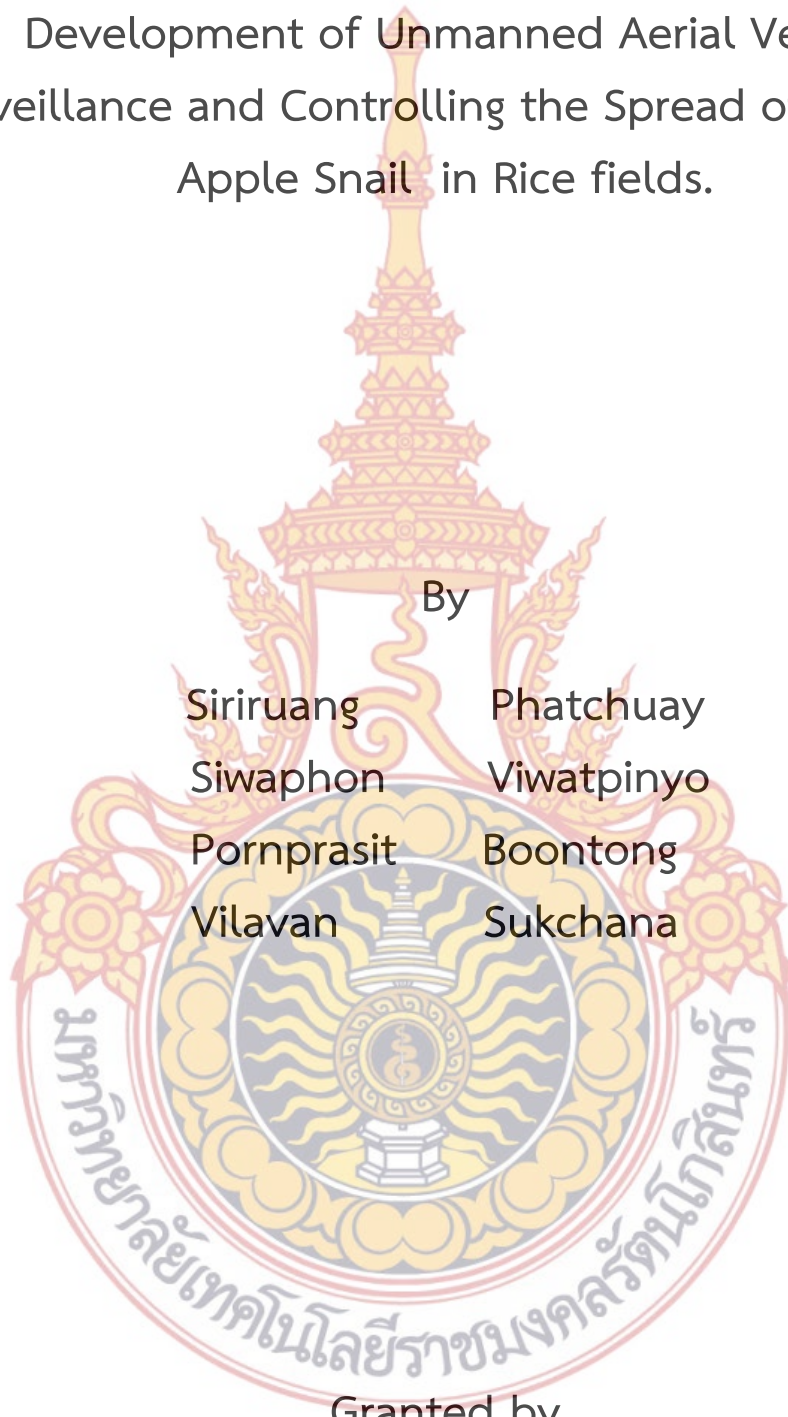 Development of Unmanned Aerial Ve
veillance and Controlling the Spread o
Apple Snail in Rice fields.
By
Siriruang Phatchuay
Siwaphon Viwatpinyo
Pornprasit Boontong
Vilavan Sukchana
มหาวิทยาลัยเทคโนโลยีราชมงคลรัตนโกสินทร์
Granted by